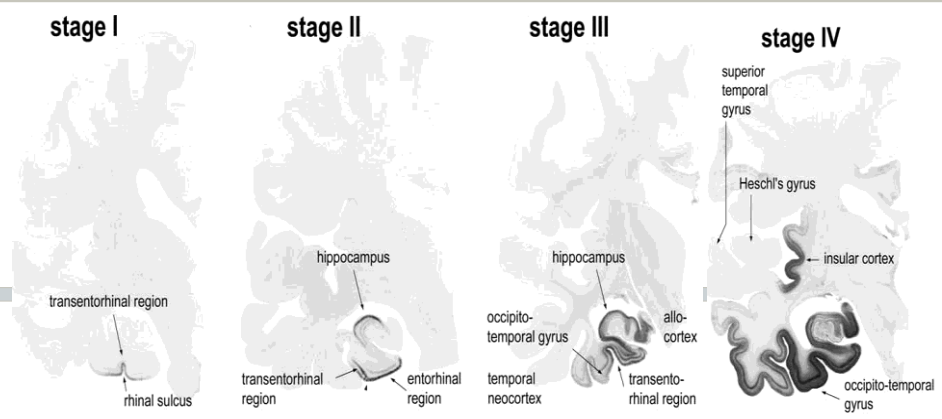 stage I
transentorhinal region
rhinal sulcus
stage II
hippocampus
transentorhinal
region
entorhinal
region
stage III
hippocampus
occipito-
temporal gyrus
allo-
cortex
temporal
neocortex
transento-
rhinal region
stage IV
superior
temporal
gyrus
Heschl's gyrus
insular cortex
occipito-temporal
gyrus